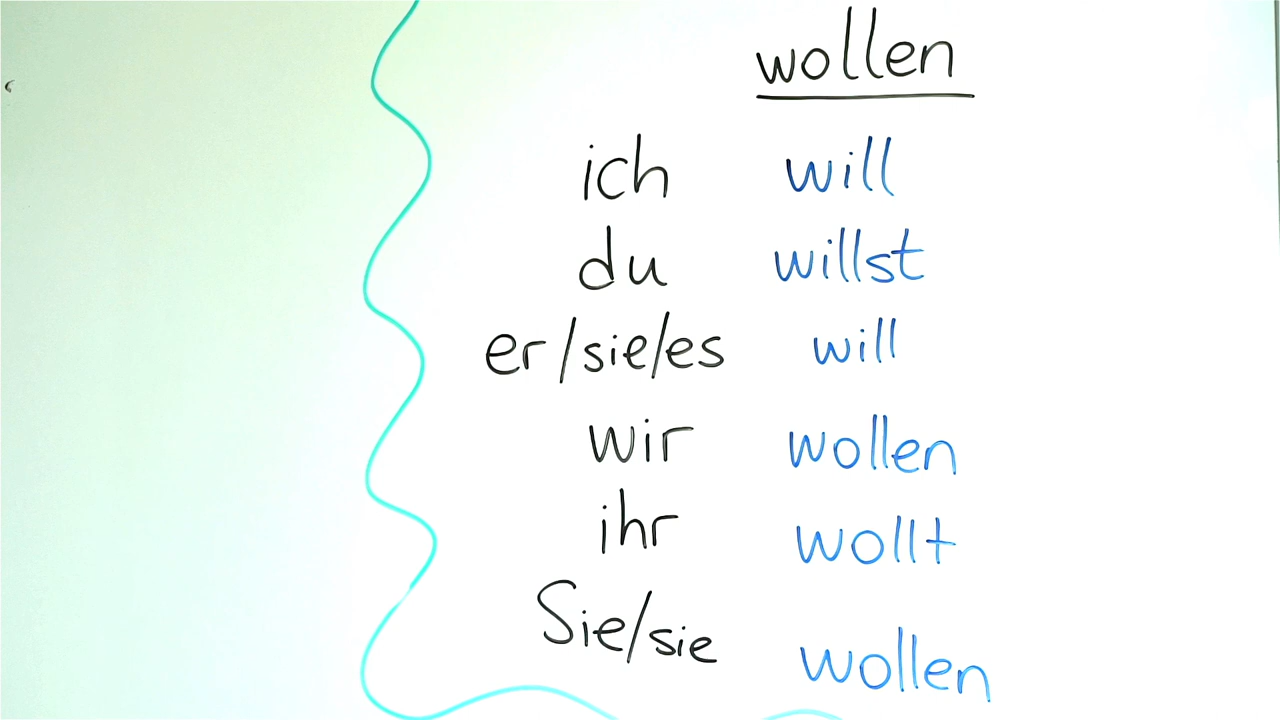 wollen
ich will
du willst
er/sie/es will
wir wollen
ihr wollt
Sie/sie wollen